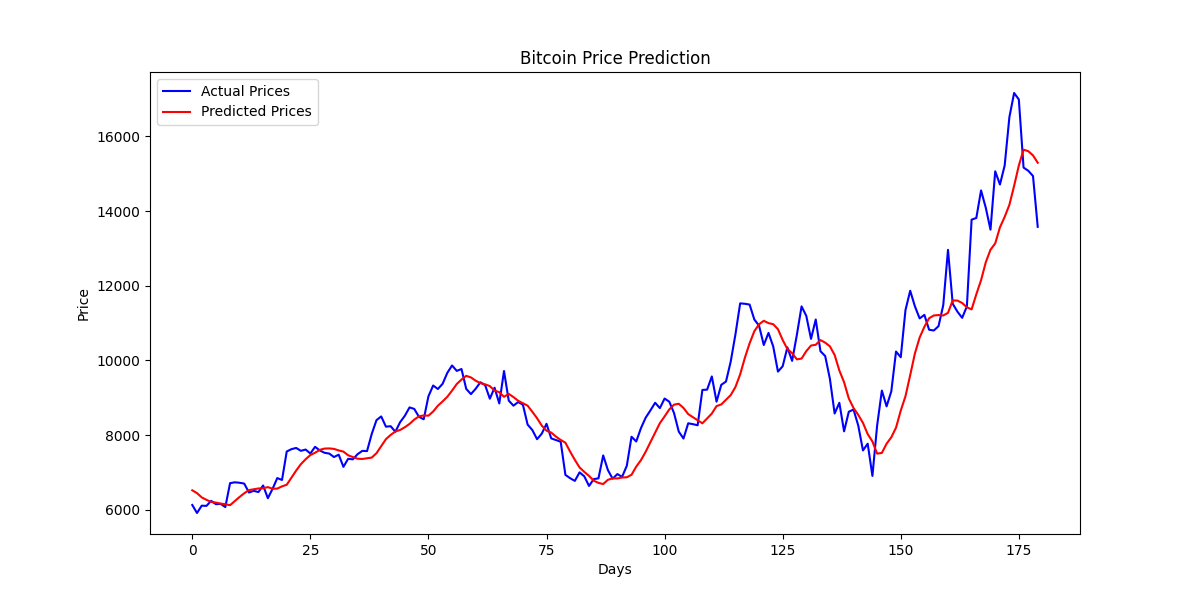 Bitcoin Price Prediction
Actual Prices
Predicted Prices
16000
14000
12000
10000
8000
6000
Price
0 25 50 75 100 125 150 175
Days